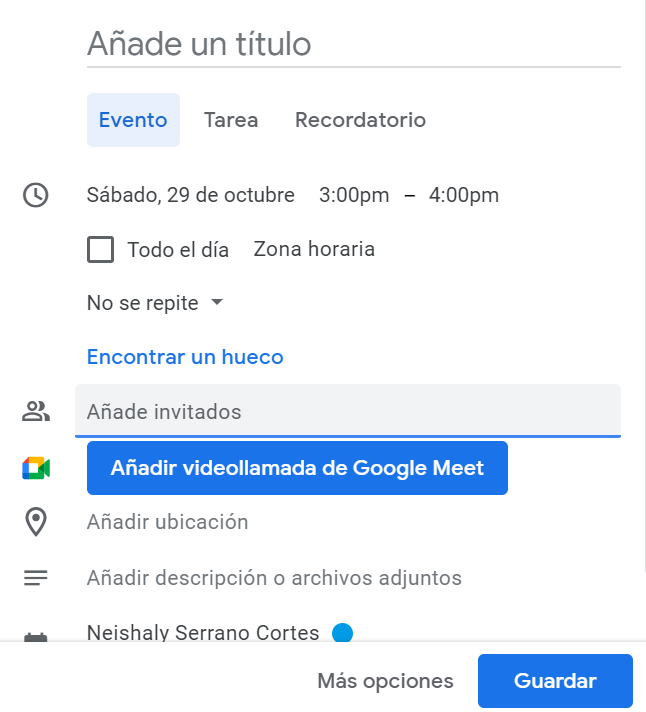 Añade un título
Evento Tarea Recordatorio
Sábado, 29 de octubre 3:00pm – 4:00pm
Todo el día Zona horaria
No se repite
Encontrar un hueco
Añade invitados
Añadir videollamada de Google Meet
Añadir ubicación
Añadir descripción o archivos adjuntos
Neishaly Serrano Cortes
Más opciones Guardar